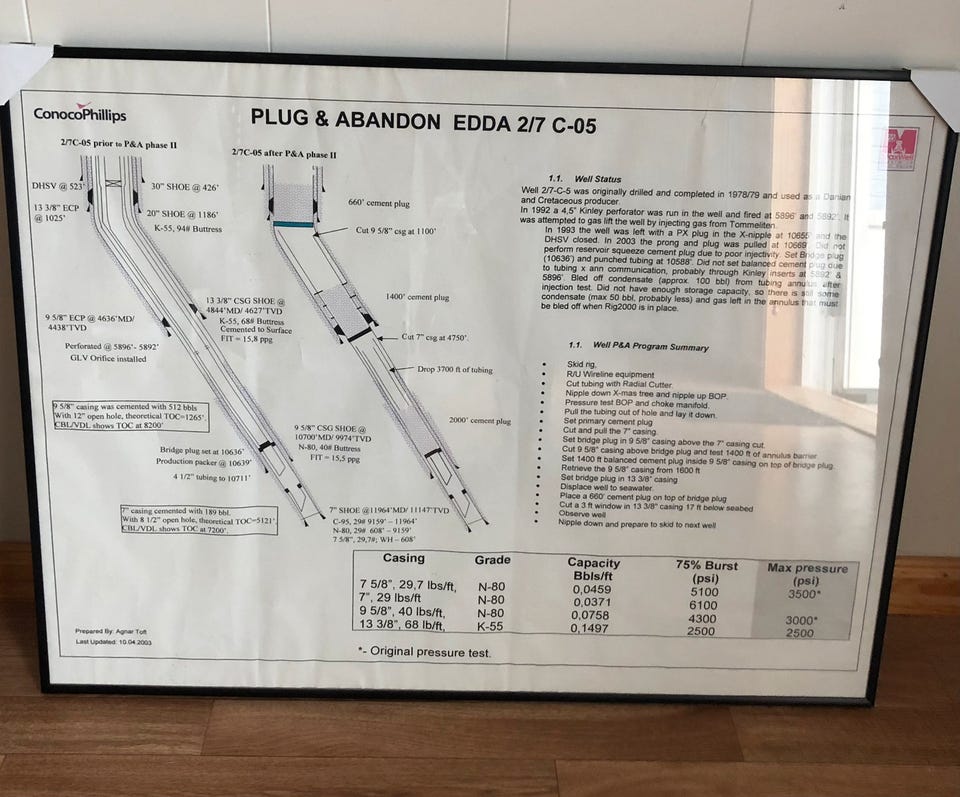 ConocoPhillips
PLUG & ABANDON EDDA 2/7 C-05
2/7C-05 prior to P&A phase II
2/7C-05 after P&A phase II
DHSV @ 523'
30" SHOE @ 426'
13 3/8" ECP
@ 1025'
20" SHOE @ 1186'
K-55, 94# Buttress
660' cement plug
Cut 9 5/8" csg at 1100'
13 3/8" CSG SHOE @
4844'MD/ 4627'TVD
K-55, 68# Buttress
Cemented to Surface
FIT = 15,8 ppg
1400' cement plug
9 5/8" ECP @ 4636'MD/
4438'TVD
Cut 7" csg at 4750'.
Perforated @ 5896'- 5892'
GLV Orifice installed
Drop 3700 ft of tubing
9 5/8" casing was cemented with 512 bbls
With 12" open hole, theoretical TOC=1265'.
CBL/VDL shows TOC at 8200'
9 5/8" CSG SHOE @
10700'MD/ 9974'TVD
N-80, 40# Buttress
FIT = 15,5 ppg
2000' cement plug
Bridge plug set at 10636'
Production packer @ 10639'
4 1/2" tubing to 10711'
7" casing cemented with 189 bbl.
With 8 1/2" open hole, theoretical TOC=5121'.
CBL/VDL shows TOC at 7200'.
7" SHOE @11964'MD/ 11147'TVD
C-95, 29# 9159' – 11964'
N-80, 29# 608' – 9159'
7 5/8", 29,7#; WH – 608'
1.1. Well Status
Well 2/7-C-5 was originally drilled and completed in 1978/79 and used as a Danian
and Cretaceous producer.
In 1992 a 4,5" Kinley perforator was run in the well and fired at 5896' and 5892'. It
was attempted to gas lift the well by injecting gas from Tommeliten.
In 1993 the well was left with a PX plug in the X-nipple at 10655' and the
DHSV closed. In 2003 the prong and plug was pulled at 10669'. Did not
perform reservoir squeeze cement plug due to poor injectivity. Set Bridge plug
(10636') and punched tubing at 10588'. Did not set balanced cement plug due
to tubing x ann communication, probably through Kinley inserts at 5892' &
5896'. Bled off condensate (approx. 100 bbl) from tubing annulus after
injection test. Did not have enough storage capacity, so there is still some
condensate (max 50 bbl, probably less) and gas left in the annulus that must
be bled off when Rig2000 is in place.
1.1. Well P&A Program Summary
• Skid rig.
• R/U Wireline equipment
• Cut tubing with Radial Cutter.
• Nipple down X-mas tree and nipple up BOP.
• Pressure test BOP and choke manifold.
• Pull the tubing out of hole and lay it down.
• Set primary cement plug
• Cut and pull the 7" casing.
• Set bridge plug in 9 5/8" casing above the 7" casing cut.
• Cut 9 5/8" casing above bridge plug and test 1400 ft of annulus barrier
• Set 1400 ft balanced cement plug inside 9 5/8" casing on top of bridge plug
• Retrieve the 9 5/8" casing from 1600 ft
• Set bridge plug in 13 3/8" casing
• Displace well to seawater.
• Place a 660' cement plug on top of bridge plug
• Cut a 3 ft window in 13 3/8" casing 17 ft below seabed
• Observe well
• Nipple down and prepare to skid to next well
Casing Grade Capacity Bbls/ft 75% Burst (psi) Max pressure (psi)
7 5/8", 29,7 lbs/ft, N-80 0,0459 5100 3500*
7", 29 lbs/ft N-80 0,0371 6100
9 5/8", 40 lbs/ft, N-80 0,0758 4300 3000*
13 3/8", 68 lb/ft, K-55 0,1497 2500 2500
*- Original pressure test.
Prepared By: Agnar Toft
Last Updated: 10.04.2003